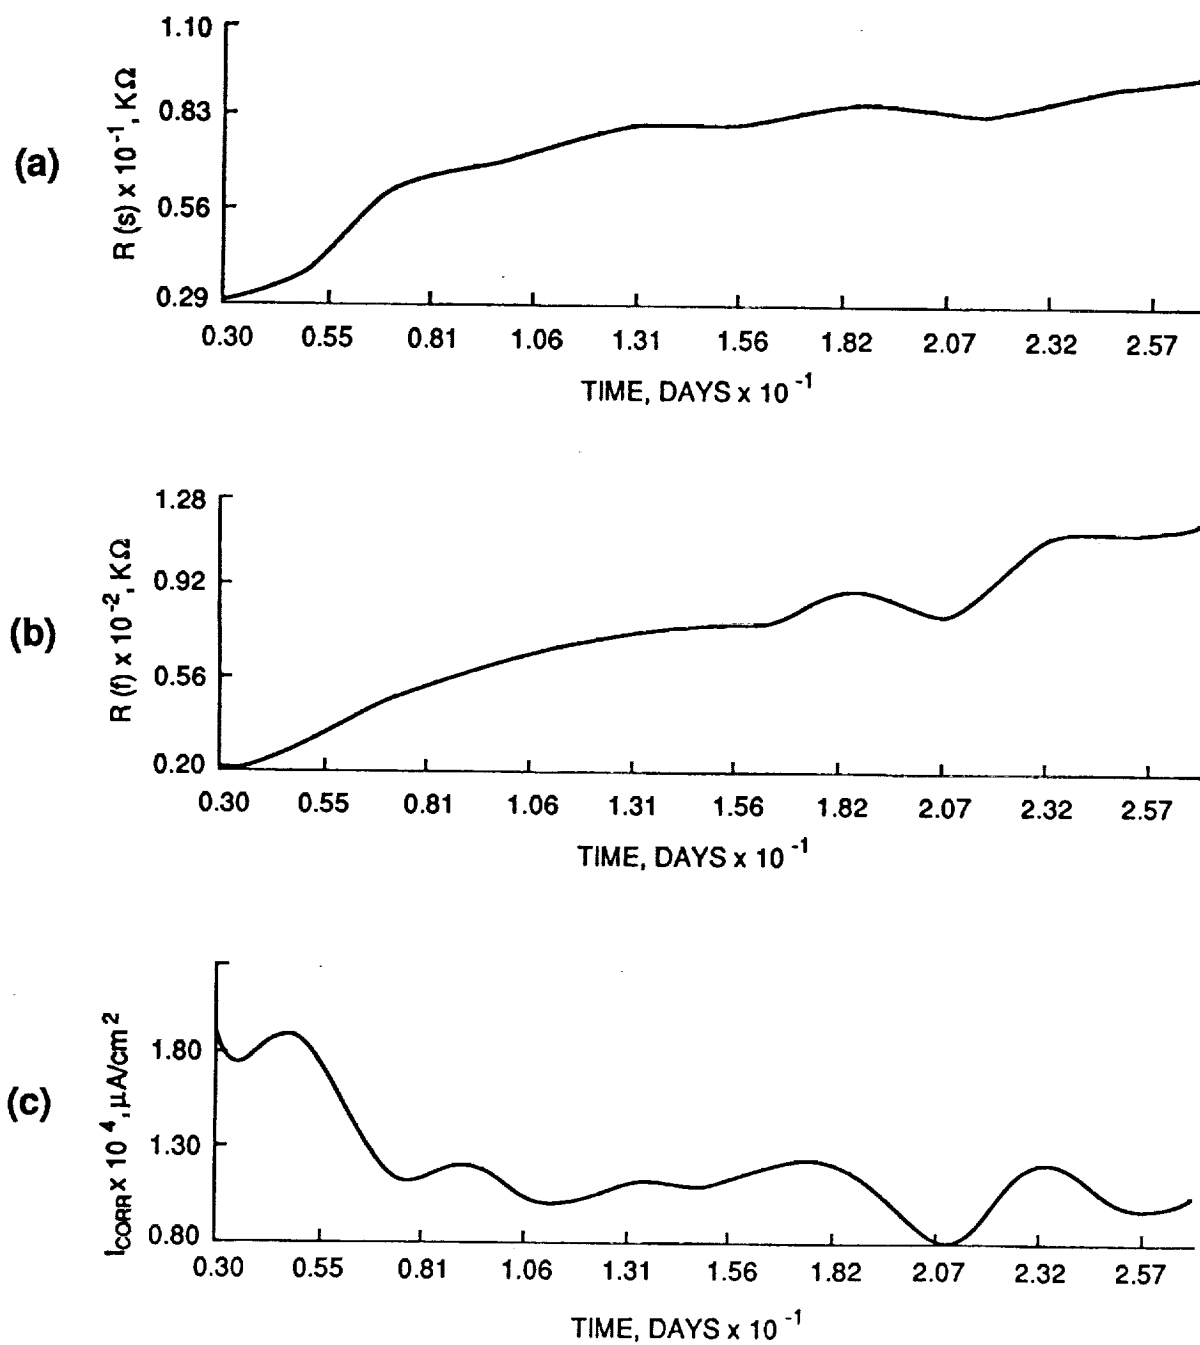 (a)
R (s) x 10⁻¹, KΩ
1.10
0.83
0.56
0.29
0.30 0.55 0.81 1.06 1.31 1.56 1.82 2.07 2.32 2.57
TIME, DAYS x 10⁻¹
(b)
R (f) x 10⁻², KΩ
1.28
0.92
0.56
0.20
0.30 0.55 0.81 1.06 1.31 1.56 1.82 2.07 2.32 2.57
TIME, DAYS x 10⁻¹
(c)
I_CORR x 10⁴, μA/cm²
1.80
1.30
0.80
0.30 0.55 0.81 1.06 1.31 1.56 1.82 2.07 2.32 2.57
TIME, DAYS x 10⁻¹